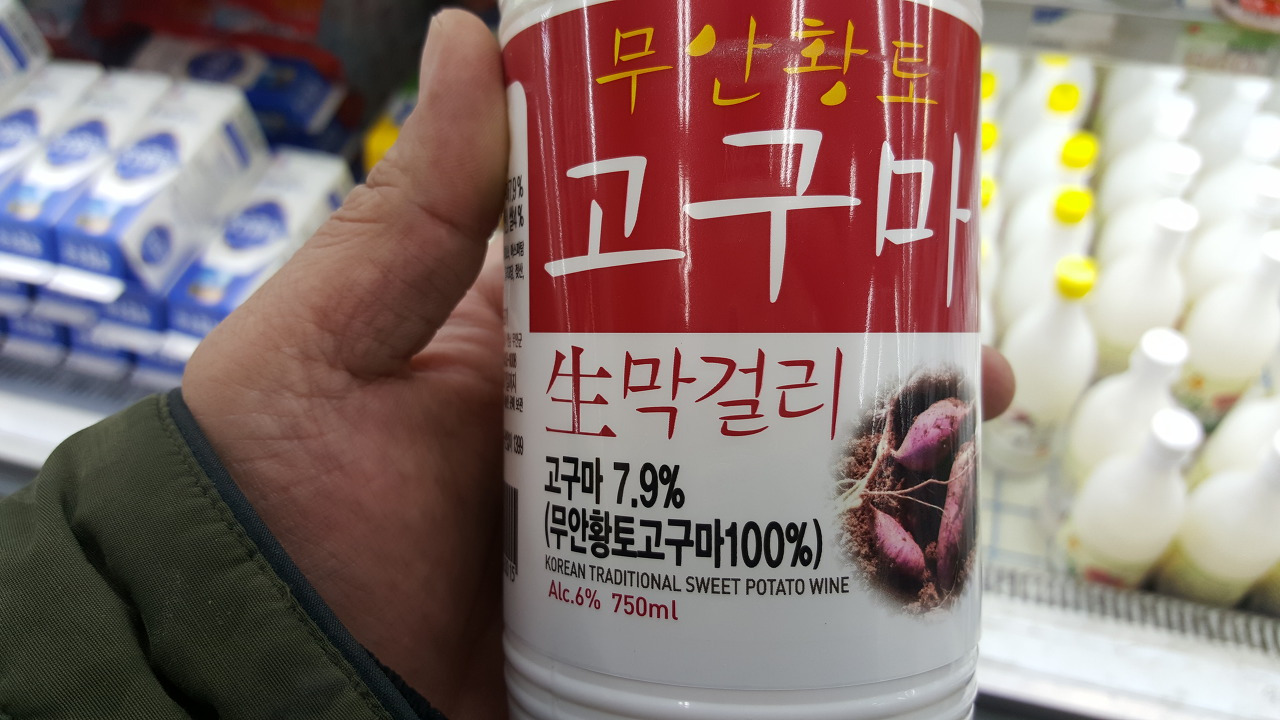 무안황토
고구마
生막걸리
고구마 7.9%
(무안황토고구마100%)
KOREAN TRADITIONAL SWEET POTATO WINE
Alc.6% 750ml